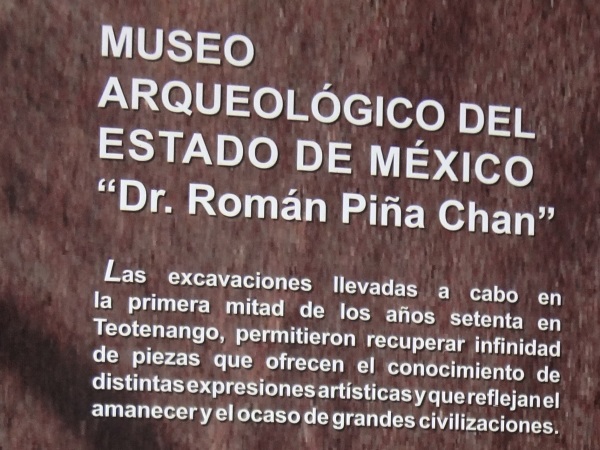 MUSEO
ARQUEOLÓGICO DEL
ESTADO DE MÉXICO
“Dr. Román Piña Chan”
Las excavaciones llevadas a cabo en
la primera mitad de los años setenta en
Teotenango, permitieron recuperar infinidad
de piezas que ofrecen el conocimiento de
distintas expresiones artísticas y que reflejan el
amanecer y el ocaso de grandes civilizaciones.